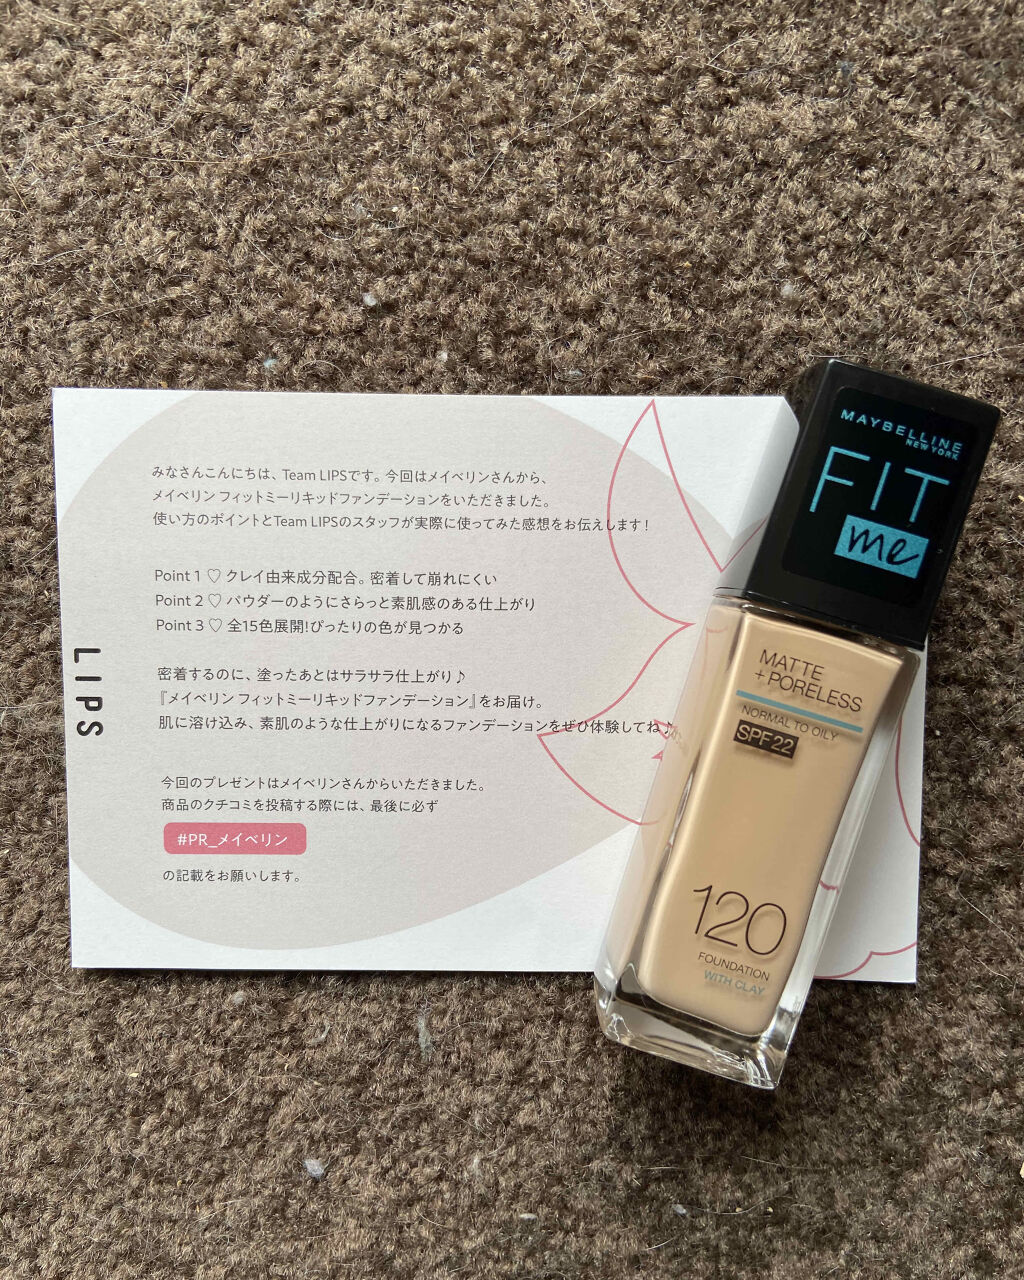 みなさんこんにちは、Team LIPSです。今回はメイベリンさんから、
メイベリン フィットミーリキッドファンデーションをいただきました。
使い方のポイントとTeam LIPSのスタッフが実際に使ってみた感想をお伝えします！
Point 1 ♡ クレイ由来成分配合。密着して崩れにくい
Point 2 ♡ パウダーのようにさらっと素肌感のある仕上がり
Point 3 ♡ 全15色展開！ぴったりの色が見つかる
密着するのに、塗ったあとはサラサラ仕上がり♪
『メイベリン フィットミーリキッドファンデーション』をお届け。
肌に溶け込み、素肌のような仕上がりになるファンデーションをぜひ体験してね♪
今回のプレゼントはメイベリンさんからいただきました。
商品のクチコミを投稿する際には、最後に必ず
#PR_メイベリン
の記載をお願いします。
LIPS
MAYBELLINE
NEW YORK
FIT
me
MATTE
+PORELESS
NORMAL TO OILY
SPF 22
120
FOUNDATION
WITH CLAY